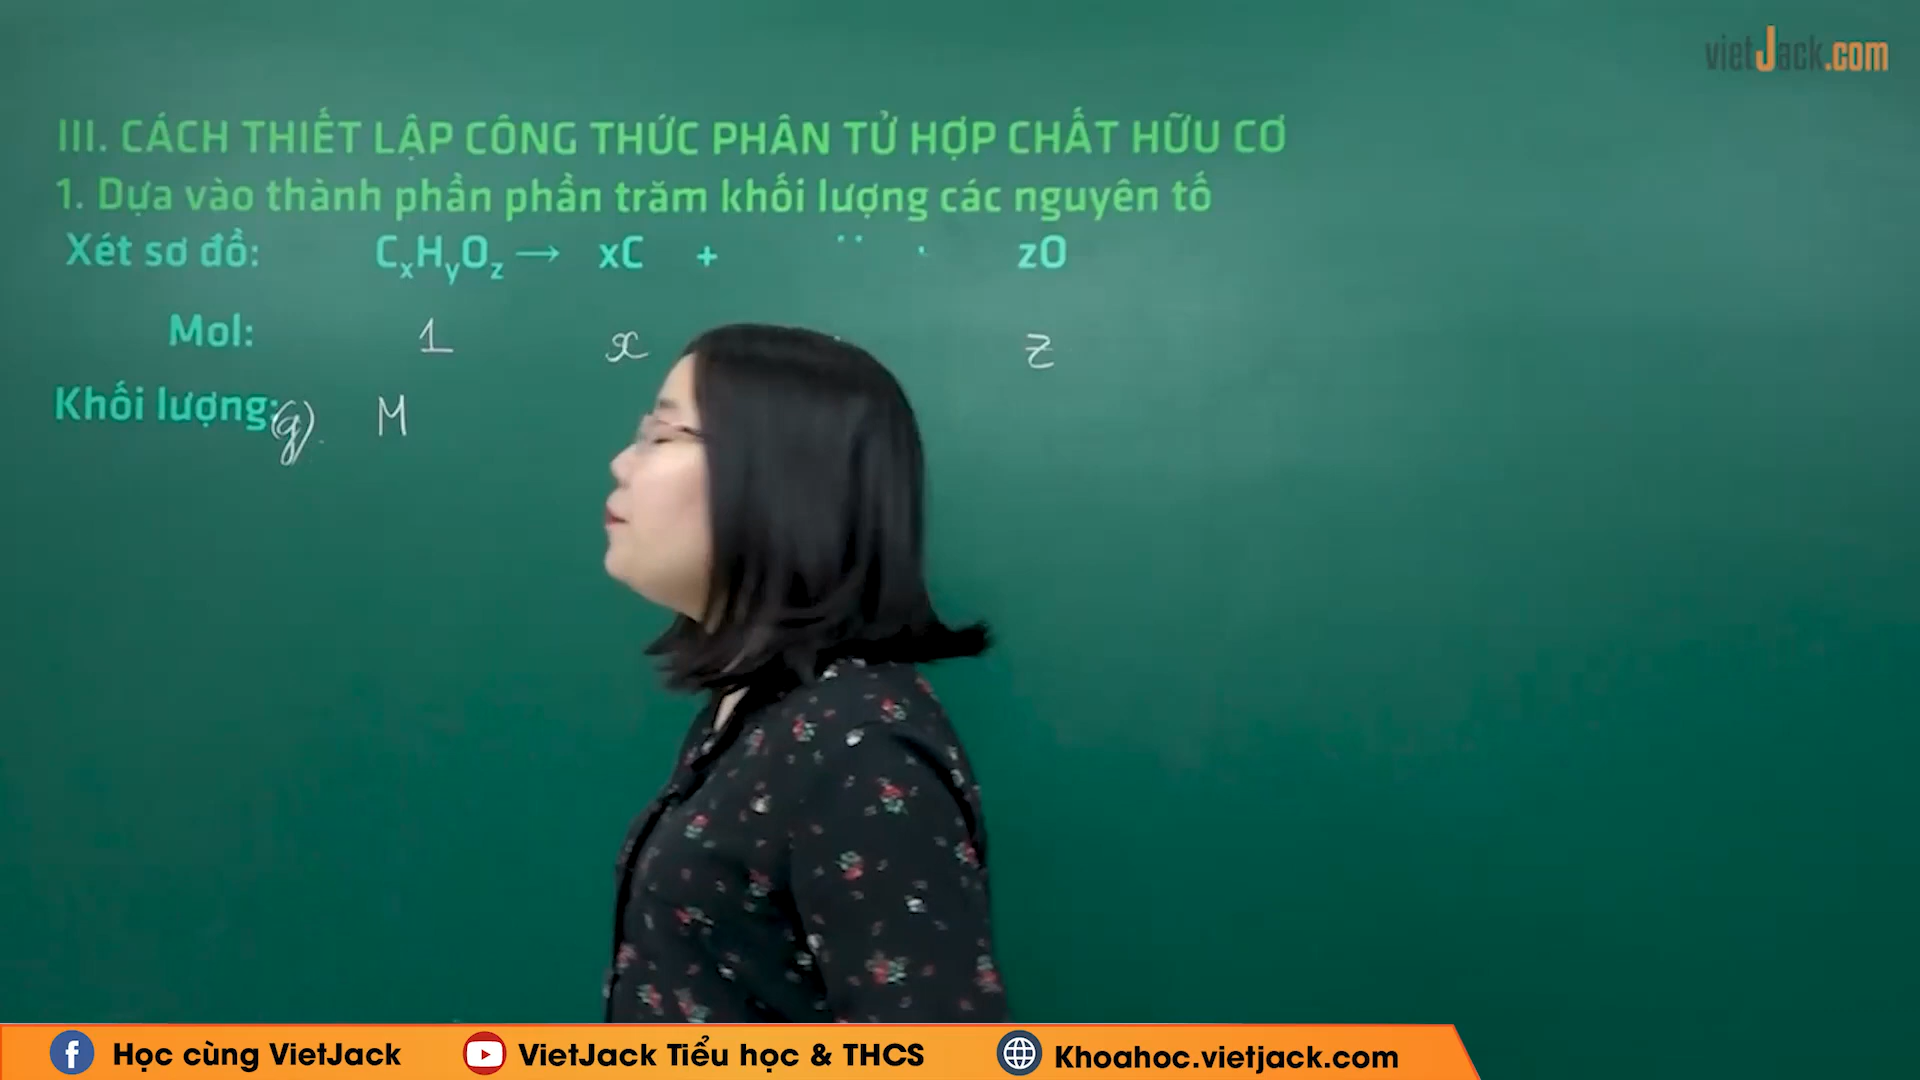 vietJack.com
III. CÁCH THIẾT LẬP CÔNG THỨC PHÂN TỬ HỢP CHẤT HỮU CƠ
1. Dựa vào thành phần phần trăm khối lượng các nguyên tố
Xét sơ đồ: CxHyOz → xC + zO
Mol: 1 x z
Khối lượng: (g). M
Học cùng VietJack VietJack Tiểu học & THCS Khoahoc.vietjack.com